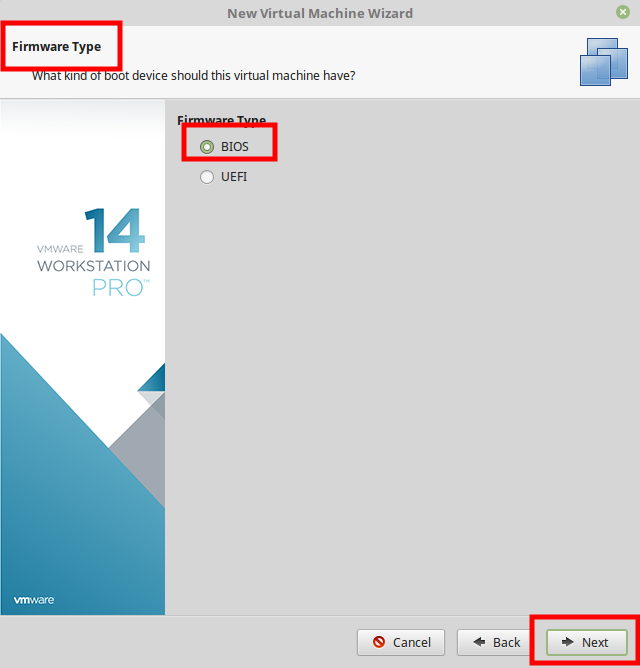 New Virtual Machine Wizard
Firmware Type
What kind of boot device should this virtual machine have?
Firmware Type
BIOS
UEFI
VMWARE 14
WORKSTATION
PRO™
vmware
Cancel
Back
Next